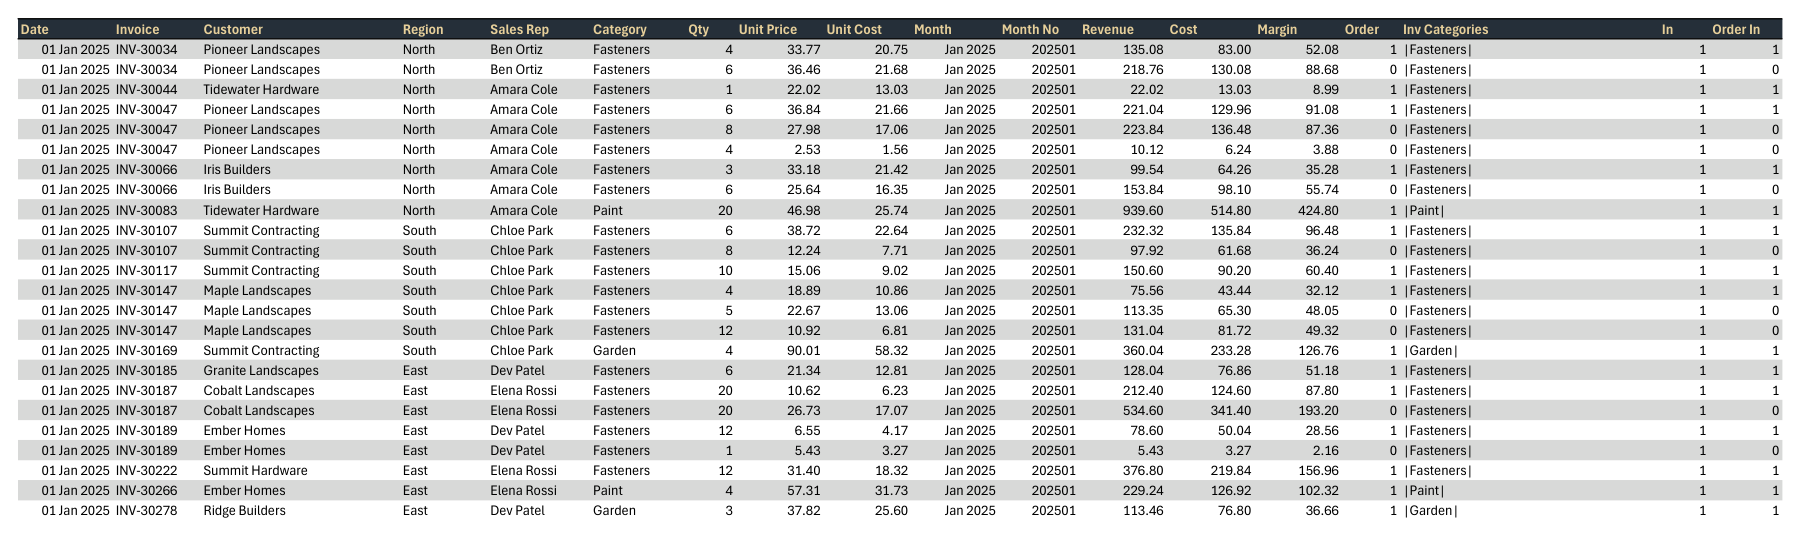 Date Invoice Customer Region Sales Rep Category Qty Unit Price Unit Cost Month Month No Revenue Cost Margin Order Inv Categories In Order In
01 Jan 2025 INV-30034 Pioneer Landscapes North Ben Ortiz Fasteners 4 33.77 20.75 Jan 2025 202501 135.08 83.00 52.08 1 |Fasteners| 1 1
01 Jan 2025 INV-30034 Pioneer Landscapes North Ben Ortiz Fasteners 6 36.46 21.68 Jan 2025 202501 218.76 130.08 88.68 0 |Fasteners| 1 0
01 Jan 2025 INV-30044 Tidewater Hardware North Amara Cole Fasteners 1 22.02 13.03 Jan 2025 202501 22.02 13.03 8.99 1 |Fasteners| 1 1
01 Jan 2025 INV-30047 Pioneer Landscapes North Amara Cole Fasteners 6 36.84 21.66 Jan 2025 202501 221.04 129.96 91.08 1 |Fasteners| 1 1
01 Jan 2025 INV-30047 Pioneer Landscapes North Amara Cole Fasteners 8 27.98 17.06 Jan 2025 202501 223.84 136.48 87.36 0 |Fasteners| 1 0
01 Jan 2025 INV-30047 Pioneer Landscapes North Amara Cole Fasteners 4 2.53 1.56 Jan 2025 202501 10.12 6.24 3.88 0 |Fasteners| 1 0
01 Jan 2025 INV-30066 Iris Builders North Amara Cole Fasteners 3 33.18 21.42 Jan 2025 202501 99.54 64.26 35.28 1 |Fasteners| 1 1
01 Jan 2025 INV-30066 Iris Builders North Amara Cole Fasteners 6 25.64 16.35 Jan 2025 202501 153.84 98.10 55.74 0 |Fasteners| 1 0
01 Jan 2025 INV-30083 Tidewater Hardware North Amara Cole Paint 20 46.98 25.74 Jan 2025 202501 939.60 514.80 424.80 1 |Paint| 1 1
01 Jan 2025 INV-30107 Summit Contracting South Chloe Park Fasteners 6 38.72 22.64 Jan 2025 202501 232.32 135.84 96.48 1 |Fasteners| 1 1
01 Jan 2025 INV-30107 Summit Contracting South Chloe Park Fasteners 8 12.24 7.71 Jan 2025 202501 97.92 61.68 36.24 0 |Fasteners| 1 0
01 Jan 2025 INV-30117 Summit Contracting South Chloe Park Fasteners 10 15.06 9.02 Jan 2025 202501 150.60 90.20 60.40 1 |Fasteners| 1 1
01 Jan 2025 INV-30147 Maple Landscapes South Chloe Park Fasteners 4 18.89 10.86 Jan 2025 202501 75.56 43.44 32.12 1 |Fasteners| 1 1
01 Jan 2025 INV-30147 Maple Landscapes South Chloe Park Fasteners 5 22.67 13.06 Jan 2025 202501 113.35 65.30 48.05 0 |Fasteners| 1 0
01 Jan 2025 INV-30147 Maple Landscapes South Chloe Park Fasteners 12 10.92 6.81 Jan 2025 202501 131.04 81.72 49.32 0 |Fasteners| 1 0
01 Jan 2025 INV-30169 Summit Contracting South Chloe Park Garden 4 90.01 58.32 Jan 2025 202501 360.04 233.28 126.76 1 |Garden| 1 1
01 Jan 2025 INV-30185 Granite Landscapes East Dev Patel Fasteners 6 21.34 12.81 Jan 2025 202501 128.04 76.86 51.18 1 |Fasteners| 1 1
01 Jan 2025 INV-30187 Cobalt Landscapes East Elena Rossi Fasteners 20 10.62 6.23 Jan 2025 202501 212.40 124.60 87.80 1 |Fasteners| 1 1
01 Jan 2025 INV-30187 Cobalt Landscapes East Elena Rossi Fasteners 20 26.73 17.07 Jan 2025 202501 534.60 341.40 193.20 0 |Fasteners| 1 0
01 Jan 2025 INV-30189 Ember Homes East Dev Patel Fasteners 12 6.55 4.17 Jan 2025 202501 78.60 50.04 28.56 1 |Fasteners| 1 1
01 Jan 2025 INV-30189 Ember Homes East Dev Patel Fasteners 1 5.43 3.27 Jan 2025 202501 5.43 3.27 2.16 0 |Fasteners| 1 0
01 Jan 2025 INV-30222 Summit Hardware East Elena Rossi Fasteners 12 31.40 18.32 Jan 2025 202501 376.80 219.84 156.96 1 |Fasteners| 1 1
01 Jan 2025 INV-30266 Ember Homes East Elena Rossi Paint 4 57.31 31.73 Jan 2025 202501 229.24 126.92 102.32 1 |Paint| 1 1
01 Jan 2025 INV-30278 Ridge Builders East Dev Patel Garden 3 37.82 25.60 Jan 2025 202501 113.46 76.80 36.66 1 |Garden| 1 1